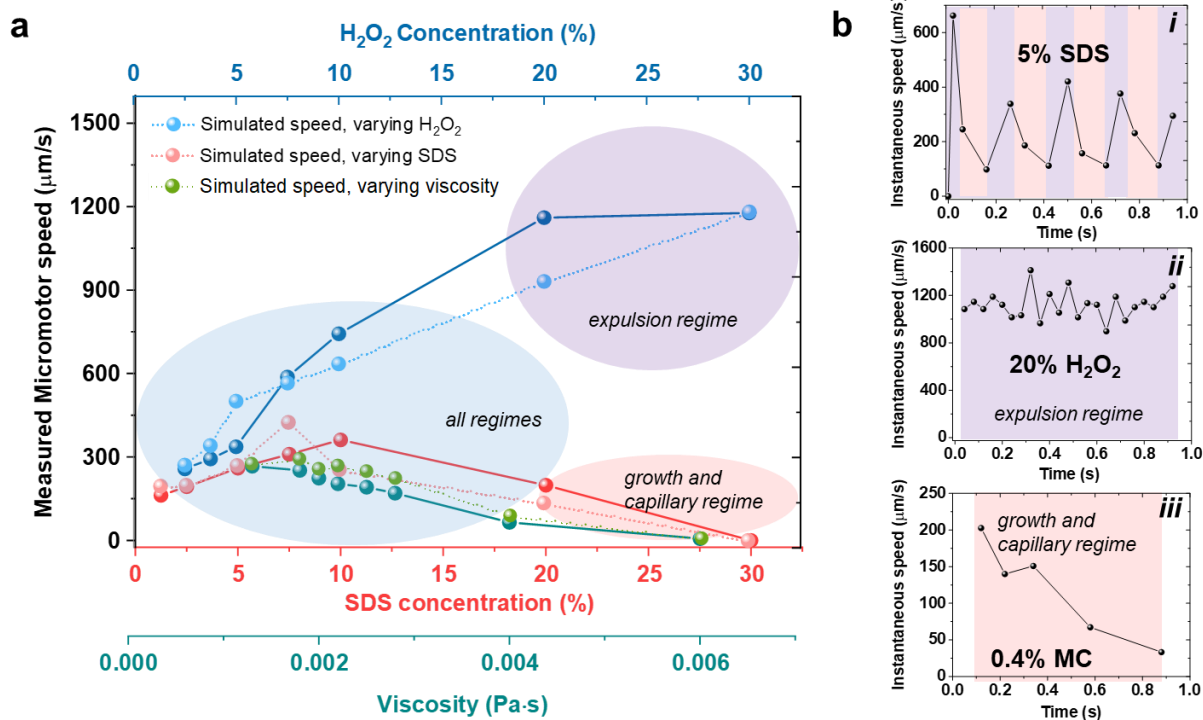 a
H₂O₂ Concentration (%)
0 5 10 15 20 25 30
Measured Micromotor speed (μm/s)
1500
1200
900
600
300
0
Simulated speed, varying H₂O₂
Simulated speed, varying SDS
Simulated speed, varying viscosity
expulsion regime
all regimes
growth and
capillary regime
0 5 10 15 20 25 30
SDS concentration (%)
0.000 0.002 0.004 0.006
Viscosity (Pa·s)
b
i
Instantaneous speed (μm/s)
600
400
200
0
5% SDS
0.0 0.2 0.4 0.6 0.8 1.0
Time (s)
ii
Instantaneous speed (μm/s)
1600
1200
800
400
0
20% H₂O₂
expulsion regime
0.0 0.2 0.4 0.6 0.8 1.0
Time (s)
iii
Instantaneous speed (μm/s)
250
200
150
100
50
0
growth and
capillary regime
0.4% MC
0.0 0.2 0.4 0.6 0.8 1.0
Time (s)